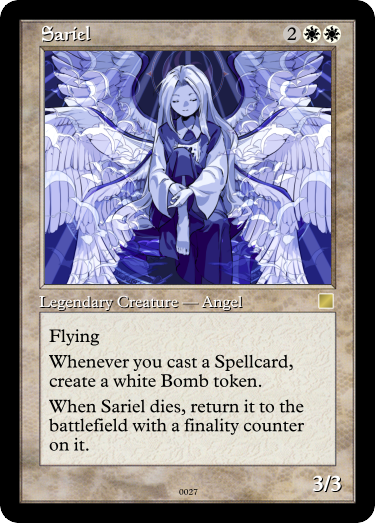 Sariel 2
Legendary Creature — Angel
Flying
Whenever you cast a Spellcard,
create a white Bomb token.
When Sariel dies, return it to the
battlefield with a finality counter
on it.
3/3
0027